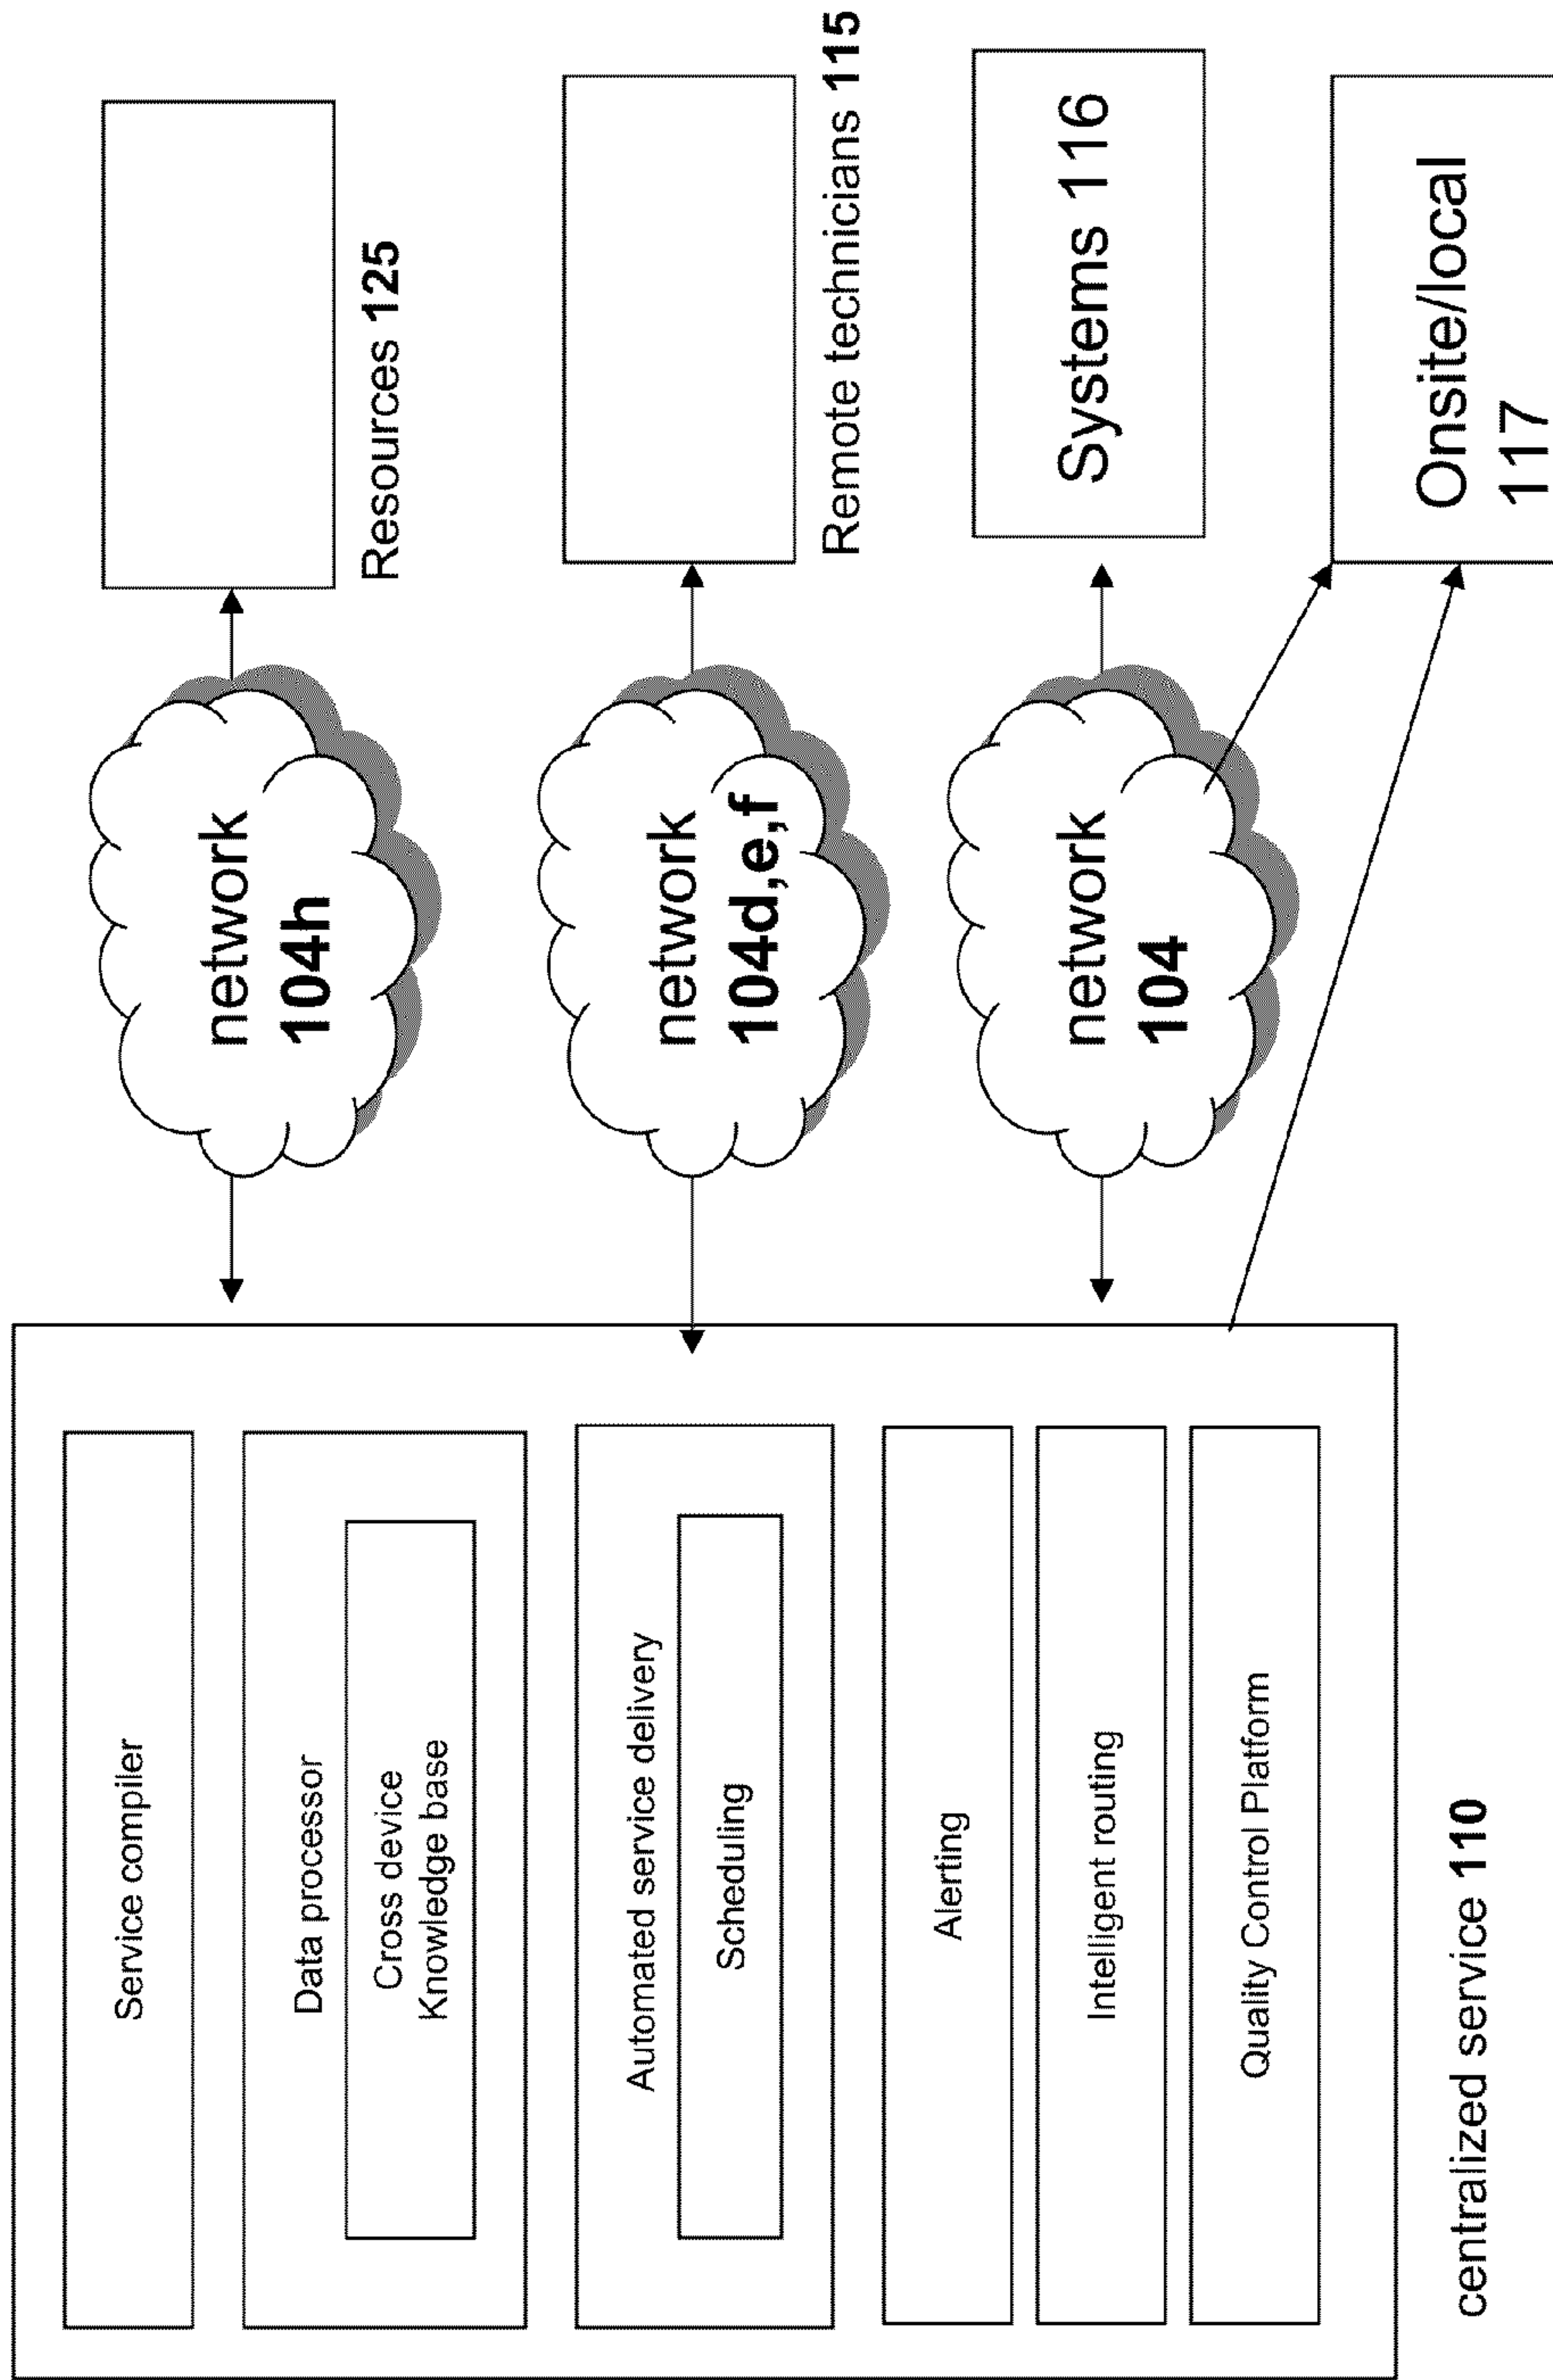 Service compiler
Data processor
Cross device
Knowledge base
Automated service delivery
Scheduling
Alerting
Intelligent routing
Quality Control Platform
centralized service 110
network
104h
network
104d,e,f
network
104
Resources 125
Remote technicians 115
Systems 116
Onsite/local
117